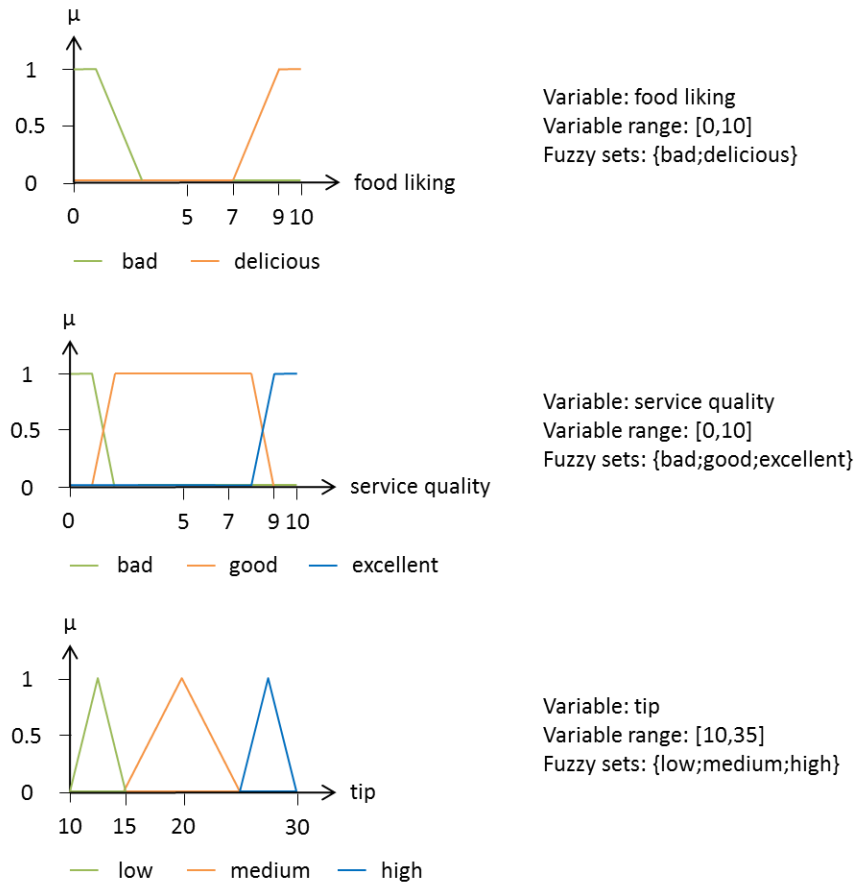 μ
1
0.5
0
0 5 7 9 10
food liking
bad delicious
Variable: food liking
Variable range: [0,10]
Fuzzy sets: {bad;delicious}
μ
1
0.5
0
0 5 7 9 10
service quality
bad good excellent
Variable: service quality
Variable range: [0,10]
Fuzzy sets: {bad;good;excellent}
μ
1
0.5
0
10 15 20 30
tip
low medium high
Variable: tip
Variable range: [10,35]
Fuzzy sets: {low;medium;high}